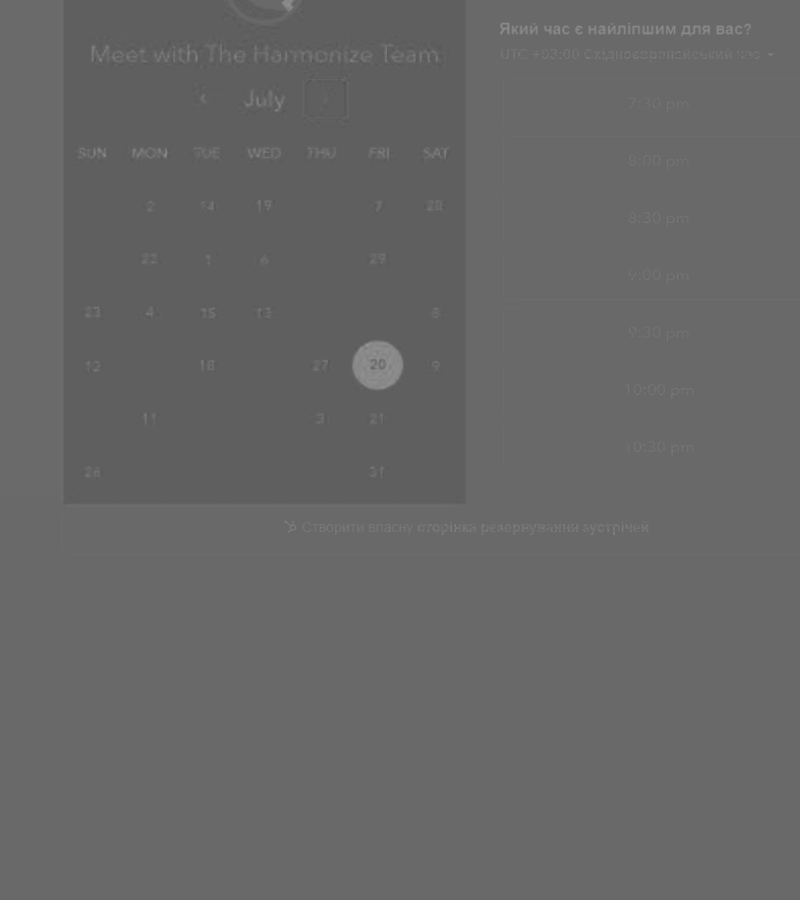 Meet with The Harmonize Team
‹ July ›
SUN MON TUE WED THU FRI SAT
2 14 19 7 28
22 1 6 29
23 4 15 13 8
12 18 27 20 9
11 3 21
26 31
Який час є найліпшим для вас?
UTC +03:00 Східноєвропейський час
7:30 pm
8:00 pm
8:30 pm
9:00 pm
9:30 pm
10:00 pm
10:30 pm
Створити власну сторінка резервування зустрічей